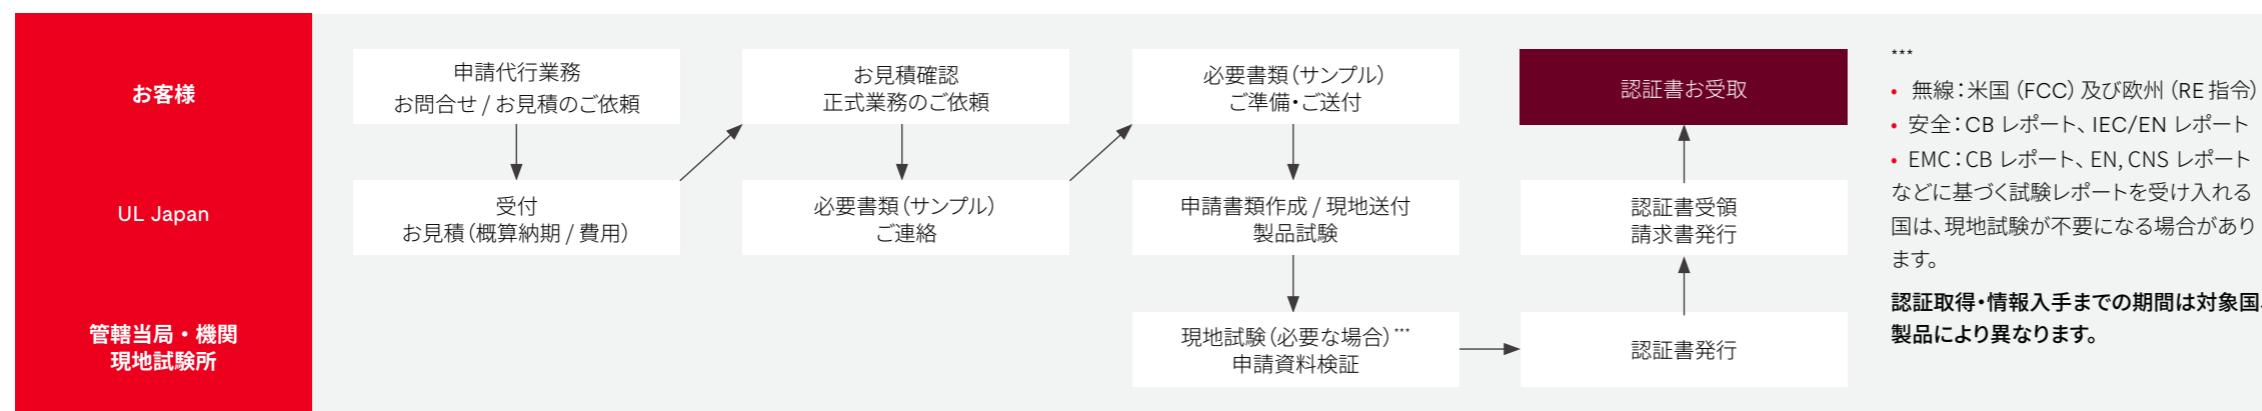 お客様
申請代行業務
お問合せ / お見積のご依頼
お見積確認
正式業務のご依頼
必要書類（サンプル）
ご準備・ご送付
認証書お受取
UL Japan
受付
お見積（概算納期 / 費用）
必要書類（サンプル）
ご連絡
申請書類作成 / 現地送付
製品試験
認証書受領
請求書発行
管轄当局・機関
現地試験所
現地試験（必要な場合）***
申請資料検証
認証書発行
***
• 無線：米国（FCC）及び欧州（RE 指令）
• 安全：CB レポート、IEC/EN レポート
• EMC：CB レポート、EN, CNS レポート
などに基づく試験レポートを受け入れる
国は、現地試験が不要になる場合があり
ます。
認証取得・情報入手までの期間は対象国、
製品により異なります。